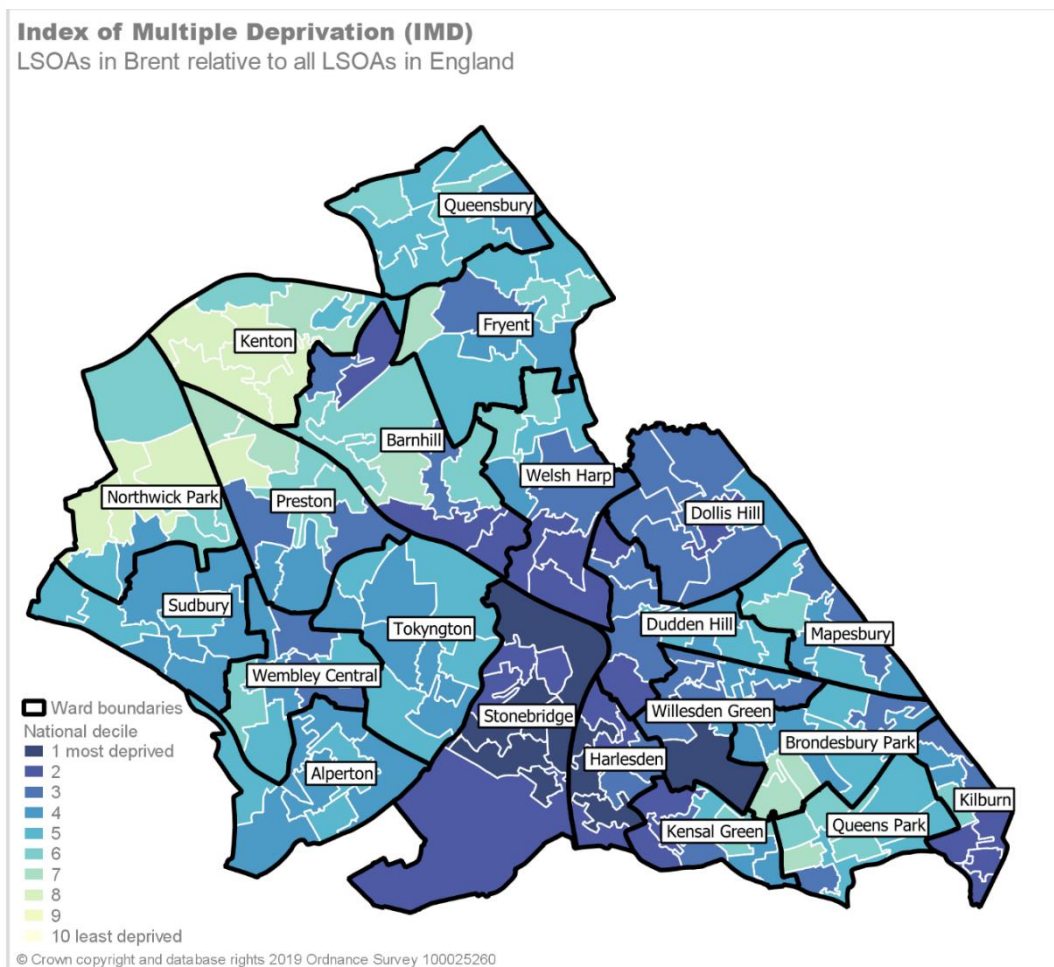 Index of Multiple Deprivation (IMD)
LSOAs in Brent relative to all LSOAs in England
Queensbury
Fryent
Kenton
Barnhill
Welsh Harp
Northwick Park
Preston
Dollis Hill
Sudbury
Tokyngton
Dudden Hill
Mapesbury
Wembley Central
Stonebridge
Willesden Green
Brondesbury Park
Harlesden
Alperton
Kilburn
Kensal Green
Queens Park
Ward boundaries
National decile
1 most deprived
2
3
4
5
6
7
8
9
10 least deprived
© Crown copyright and database rights 2019 Ordnance Survey 100025260